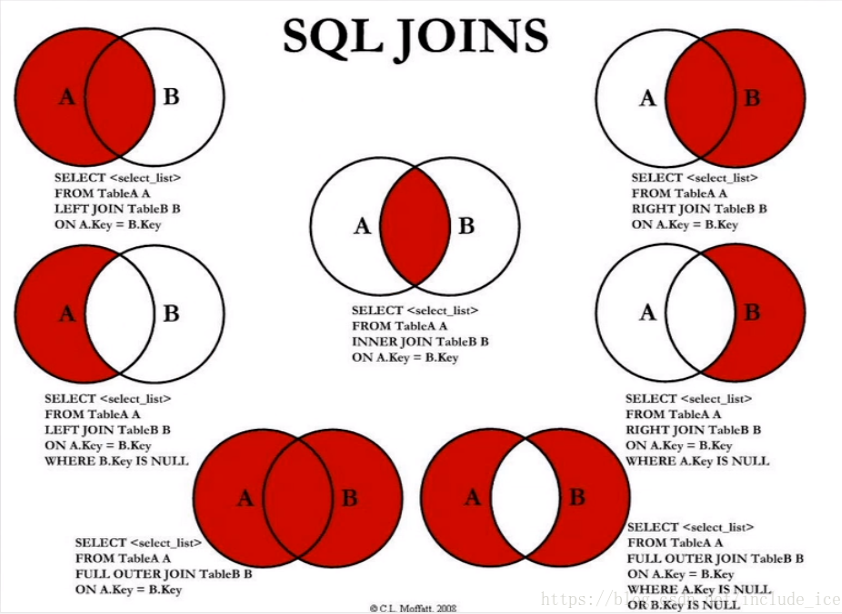 SQL JOINS
A B
SELECT <select_list>
FROM TableA A
LEFT JOIN TableB B
ON A.Key = B.Key
A B
SELECT <select_list>
FROM TableA A
RIGHT JOIN TableB B
ON A.Key = B.Key
A B
SELECT <select_list>
FROM TableA A
INNER JOIN TableB B
ON A.Key = B.Key
A B
SELECT <select_list>
FROM TableA A
LEFT JOIN TableB B
ON A.Key = B.Key
WHERE B.Key IS NULL
A B
SELECT <select_list>
FROM TableA A
RIGHT JOIN TableB B
ON A.Key = B.Key
WHERE A.Key IS NULL
A B
SELECT <select_list>
FROM TableA A
FULL OUTER JOIN TableB B
ON A.Key = B.Key
A B
SELECT <select_list>
FROM TableA A
FULL OUTER JOIN TableB B
ON A.Key = B.Key
WHERE A.Key IS NULL
OR B.Key IS NULL
© C.L. Moffatt, 2008
https://blog.csdn.net/include_ice